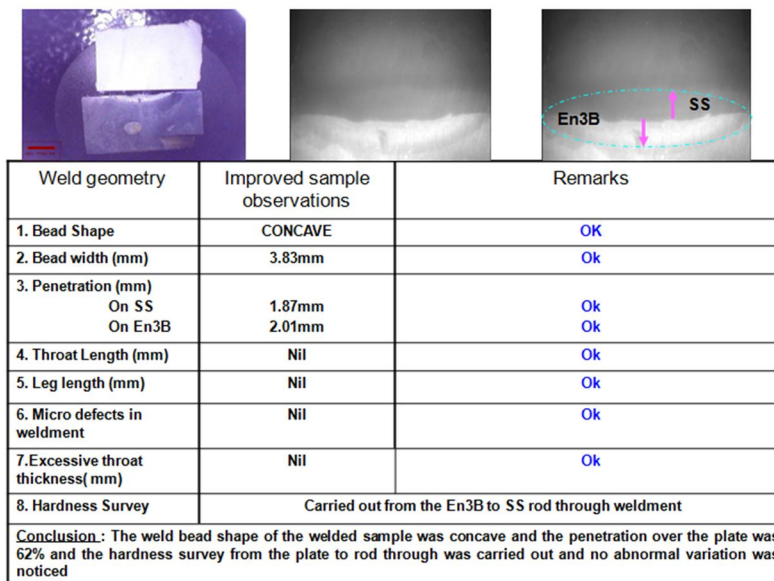 SS
En3B
Weld geometry Improved sample observations Remarks
1. Bead Shape CONCAVE OK
2. Bead width (mm) 3.83mm Ok
3. Penetration (mm)
On SS 1.87mm Ok
On En3B 2.01mm Ok
4. Throat Length (mm) Nil Ok
5. Leg length (mm) Nil Ok
6. Micro defects in weldment Nil Ok
7.Excessive throat thickness( mm) Nil Ok
8. Hardness Survey Carried out from the En3B to SS rod through weldment
Conclusion : The weld bead shape of the welded sample was concave and the penetration over the plate was
62% and the hardness survey from the plate to rod through was carried out and no abnormal variation was
noticed